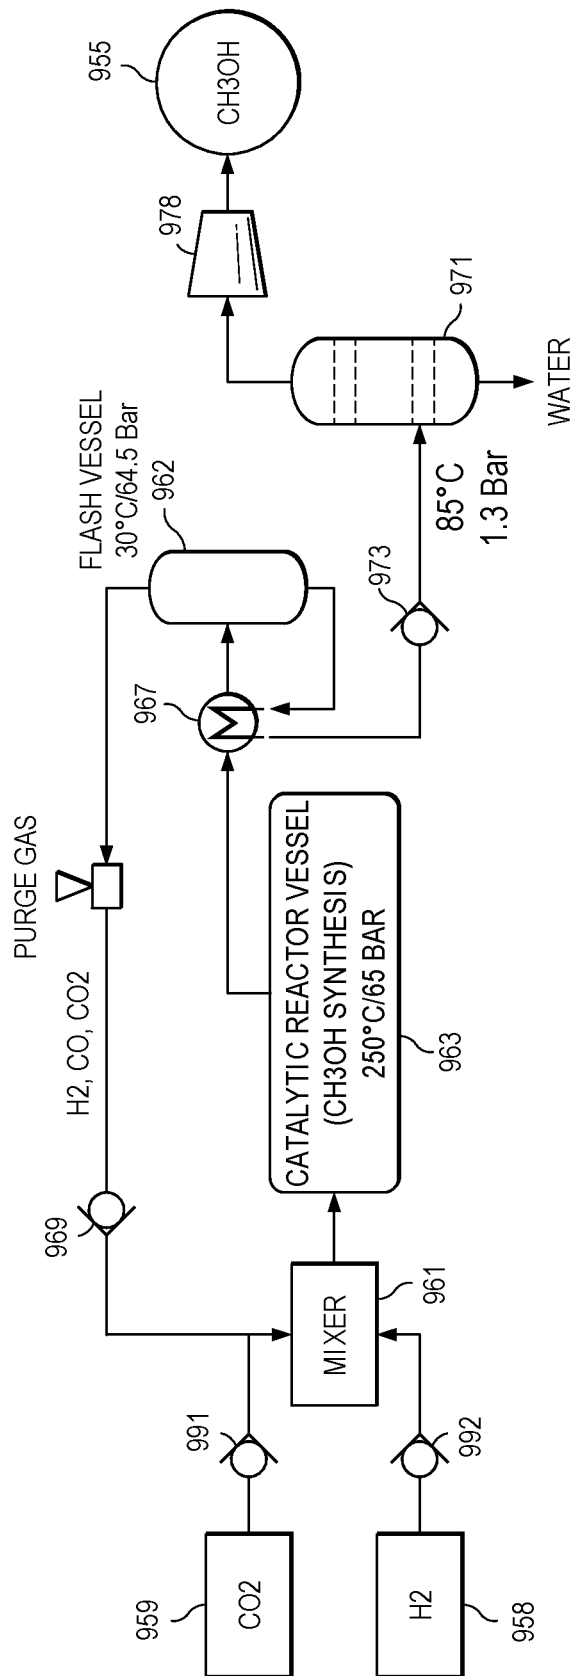 959
CO2
991
969
H2, CO, CO2
PURGE GAS
H2
958
992
MIXER
961
CATALYTIC REACTOR VESSEL
(CH3OH SYNTHESIS)
250°C/65 BAR
963
967
FLASH VESSEL
30°C/64.5 Bar
962
973
85°C
1.3 Bar
971
WATER
978
CH3OH
955